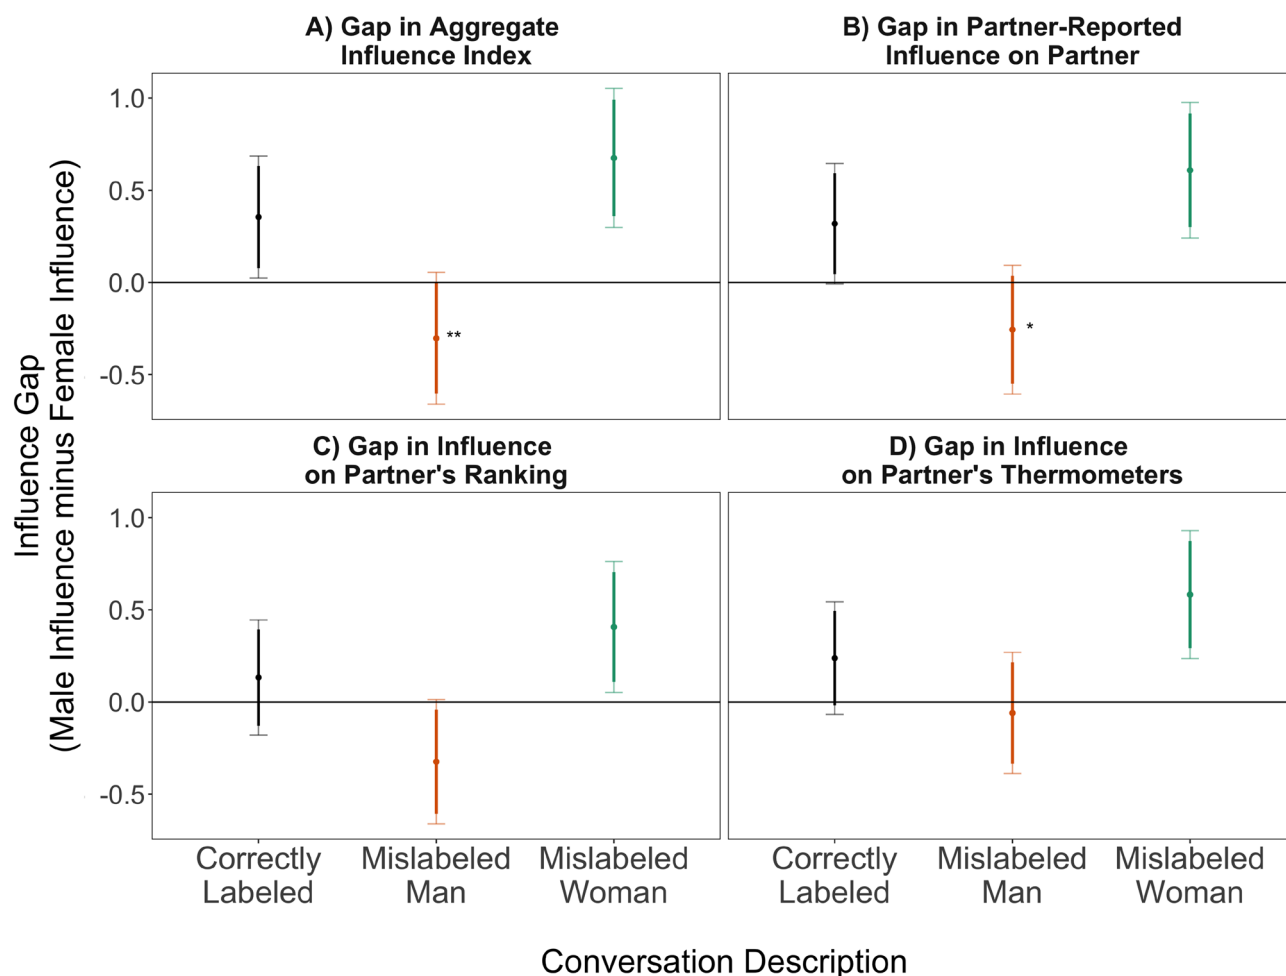 A) Gap in Aggregate
Influence Index
B) Gap in Partner-Reported
Influence on Partner
1.0
0.5
0.0
-0.5
**
*
C) Gap in Influence
on Partner's Ranking
D) Gap in Influence
on Partner's Thermometers
1.0
0.5
0.0
-0.5
Influence Gap
(Male Influence minus Female Influence)
Correctly
Labeled
Mislabeled
Man
Mislabeled
Woman
Correctly
Labeled
Mislabeled
Man
Mislabeled
Woman
Conversation Description